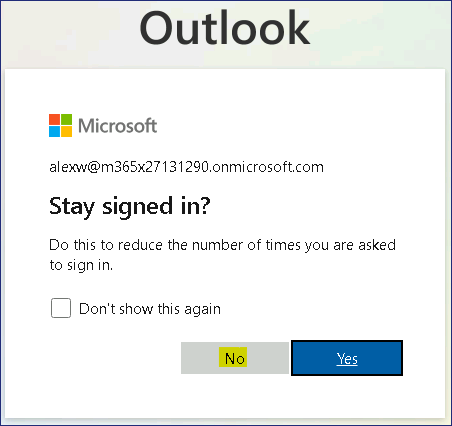 Outlook
Microsoft
alexw@m365x27131290.onmicrosoft.com
Stay signed in?
Do this to reduce the number of times you are asked
to sign in.
Don't show this again
No
Yes